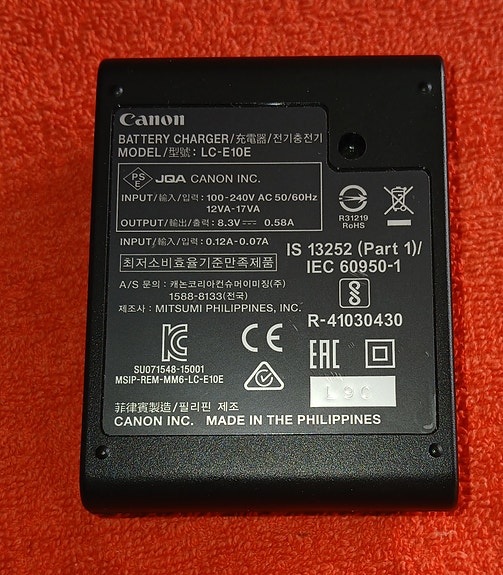 Canon
BATTERY CHARGER/充電器/전기충전기
MODEL/型號: LC-E10E
PS
E
JQA CANON INC.
INPUT/輸入/입력: 100-240V AC 50/60Hz
12VA-17VA
OUTPUT/輸出/출력: 8.3V⎓ 0.58A
INPUT/輸入/입력: 0.12A-0.07A
최저소비효율기준만족제품
A/S 문의: 캐논코리아컨슈머이미징(주)
1588-8133(전국)
제조사: MITSUMI PHILIPPINES, INC.
R31219
RoHS
IS 13252 (Part 1)/
IEC 60950-1
R-41030430
SU071548-15001
MSIP-REM-MM6-LC-E10E
CE
EAC
L90
菲律賓製造/필리핀 제조
CANON INC. MADE IN THE PHILIPPINES